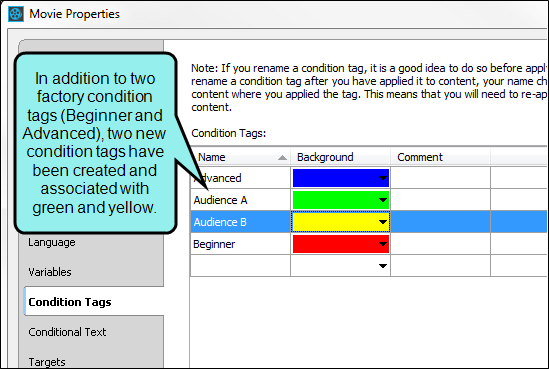 Movie Properties
In addition to two
factory condition
tags (Beginner and
Advanced), two new
condition tags have
been created and
associated with
green and yellow.
Note: If you rename a condition tag, it is a good idea to do so before appl
rename a condition tag after you have applied it to content, your name ch
content where you applied the tag. This means that you will need to re-ap
content.
Condition Tags:
Name Background Comment
Advanced
Audience A
Audience B
Beginner
Language
Variables
Condition Tags
Conditional Text
Targets